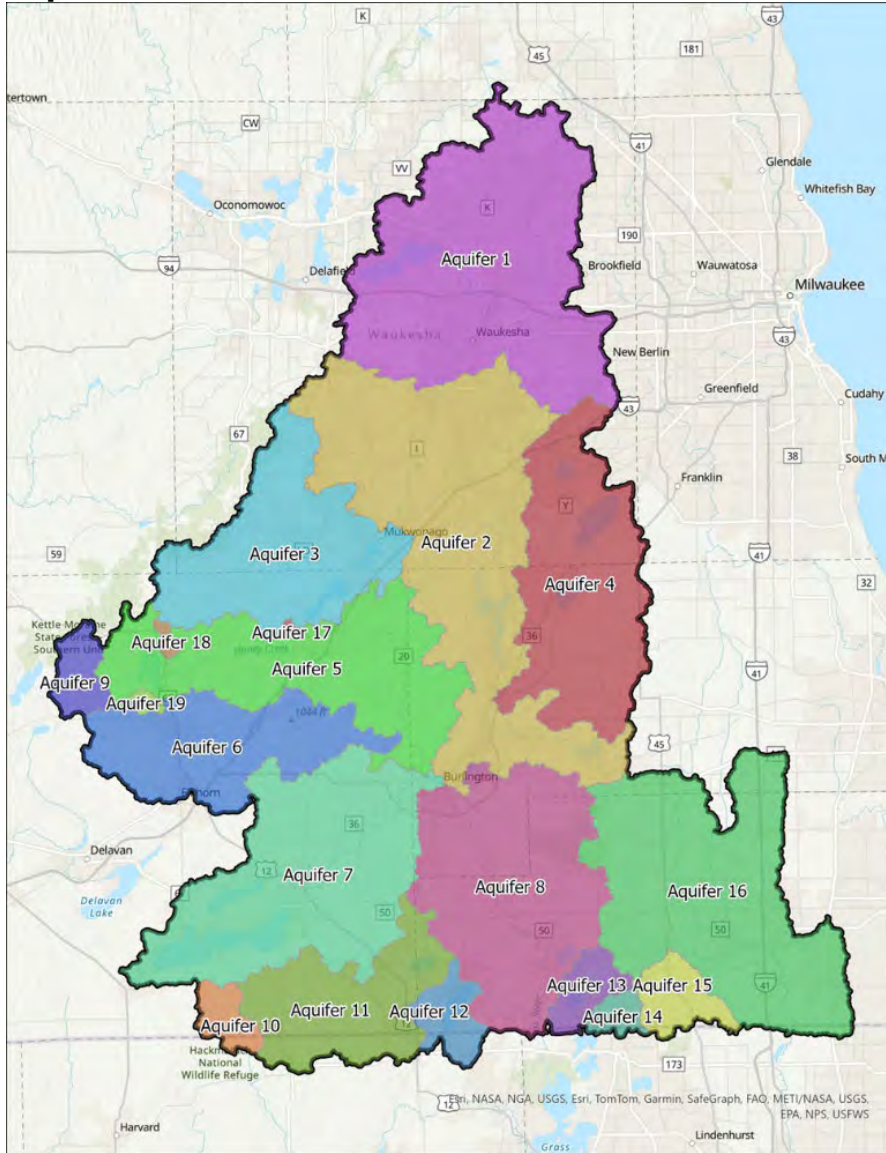 K
43
45
181
tertown
CW
41
Glendale
VV
Whitefish Bay
Oconomowoc
K
190
Aquifer 1
Brookfield
Wauwatosa
94
Delafield
Milwaukee
Waukesha
Waukesha
43
New Berlin
Greenfield
Cudahy
43
67
38
I
South M
Franklin
Y
Mukwonago
Aquifer 2
59
Aquifer 3
41
32
Aquifer 4
Kettle Moraine
State Forest
Southern Unit
Aquifer 18
Aquifer 17
36
20
Aquifer 5
41
Aquifer 9
Aquifer 19
1044 ft
Aquifer 6
45
Burlington
Elkhorn
36
Delavan
12
Aquifer 7
Aquifer 8
Aquifer 16
Delavan
Lake
50
50
50
Aquifer 13
Aquifer 15
41
Aquifer 11
Aquifer 12
Aquifer 14
Aquifer 10
12
Hackm
National
Wildlife Refuge
173
12
Esri, NASA, NGA, USGS, Esri, TomTom, Garmin, SafeGraph, FAO, METI/NASA, USGS,
EPA, NPS, USFWS
Harvard
Grass
Lindenhurst